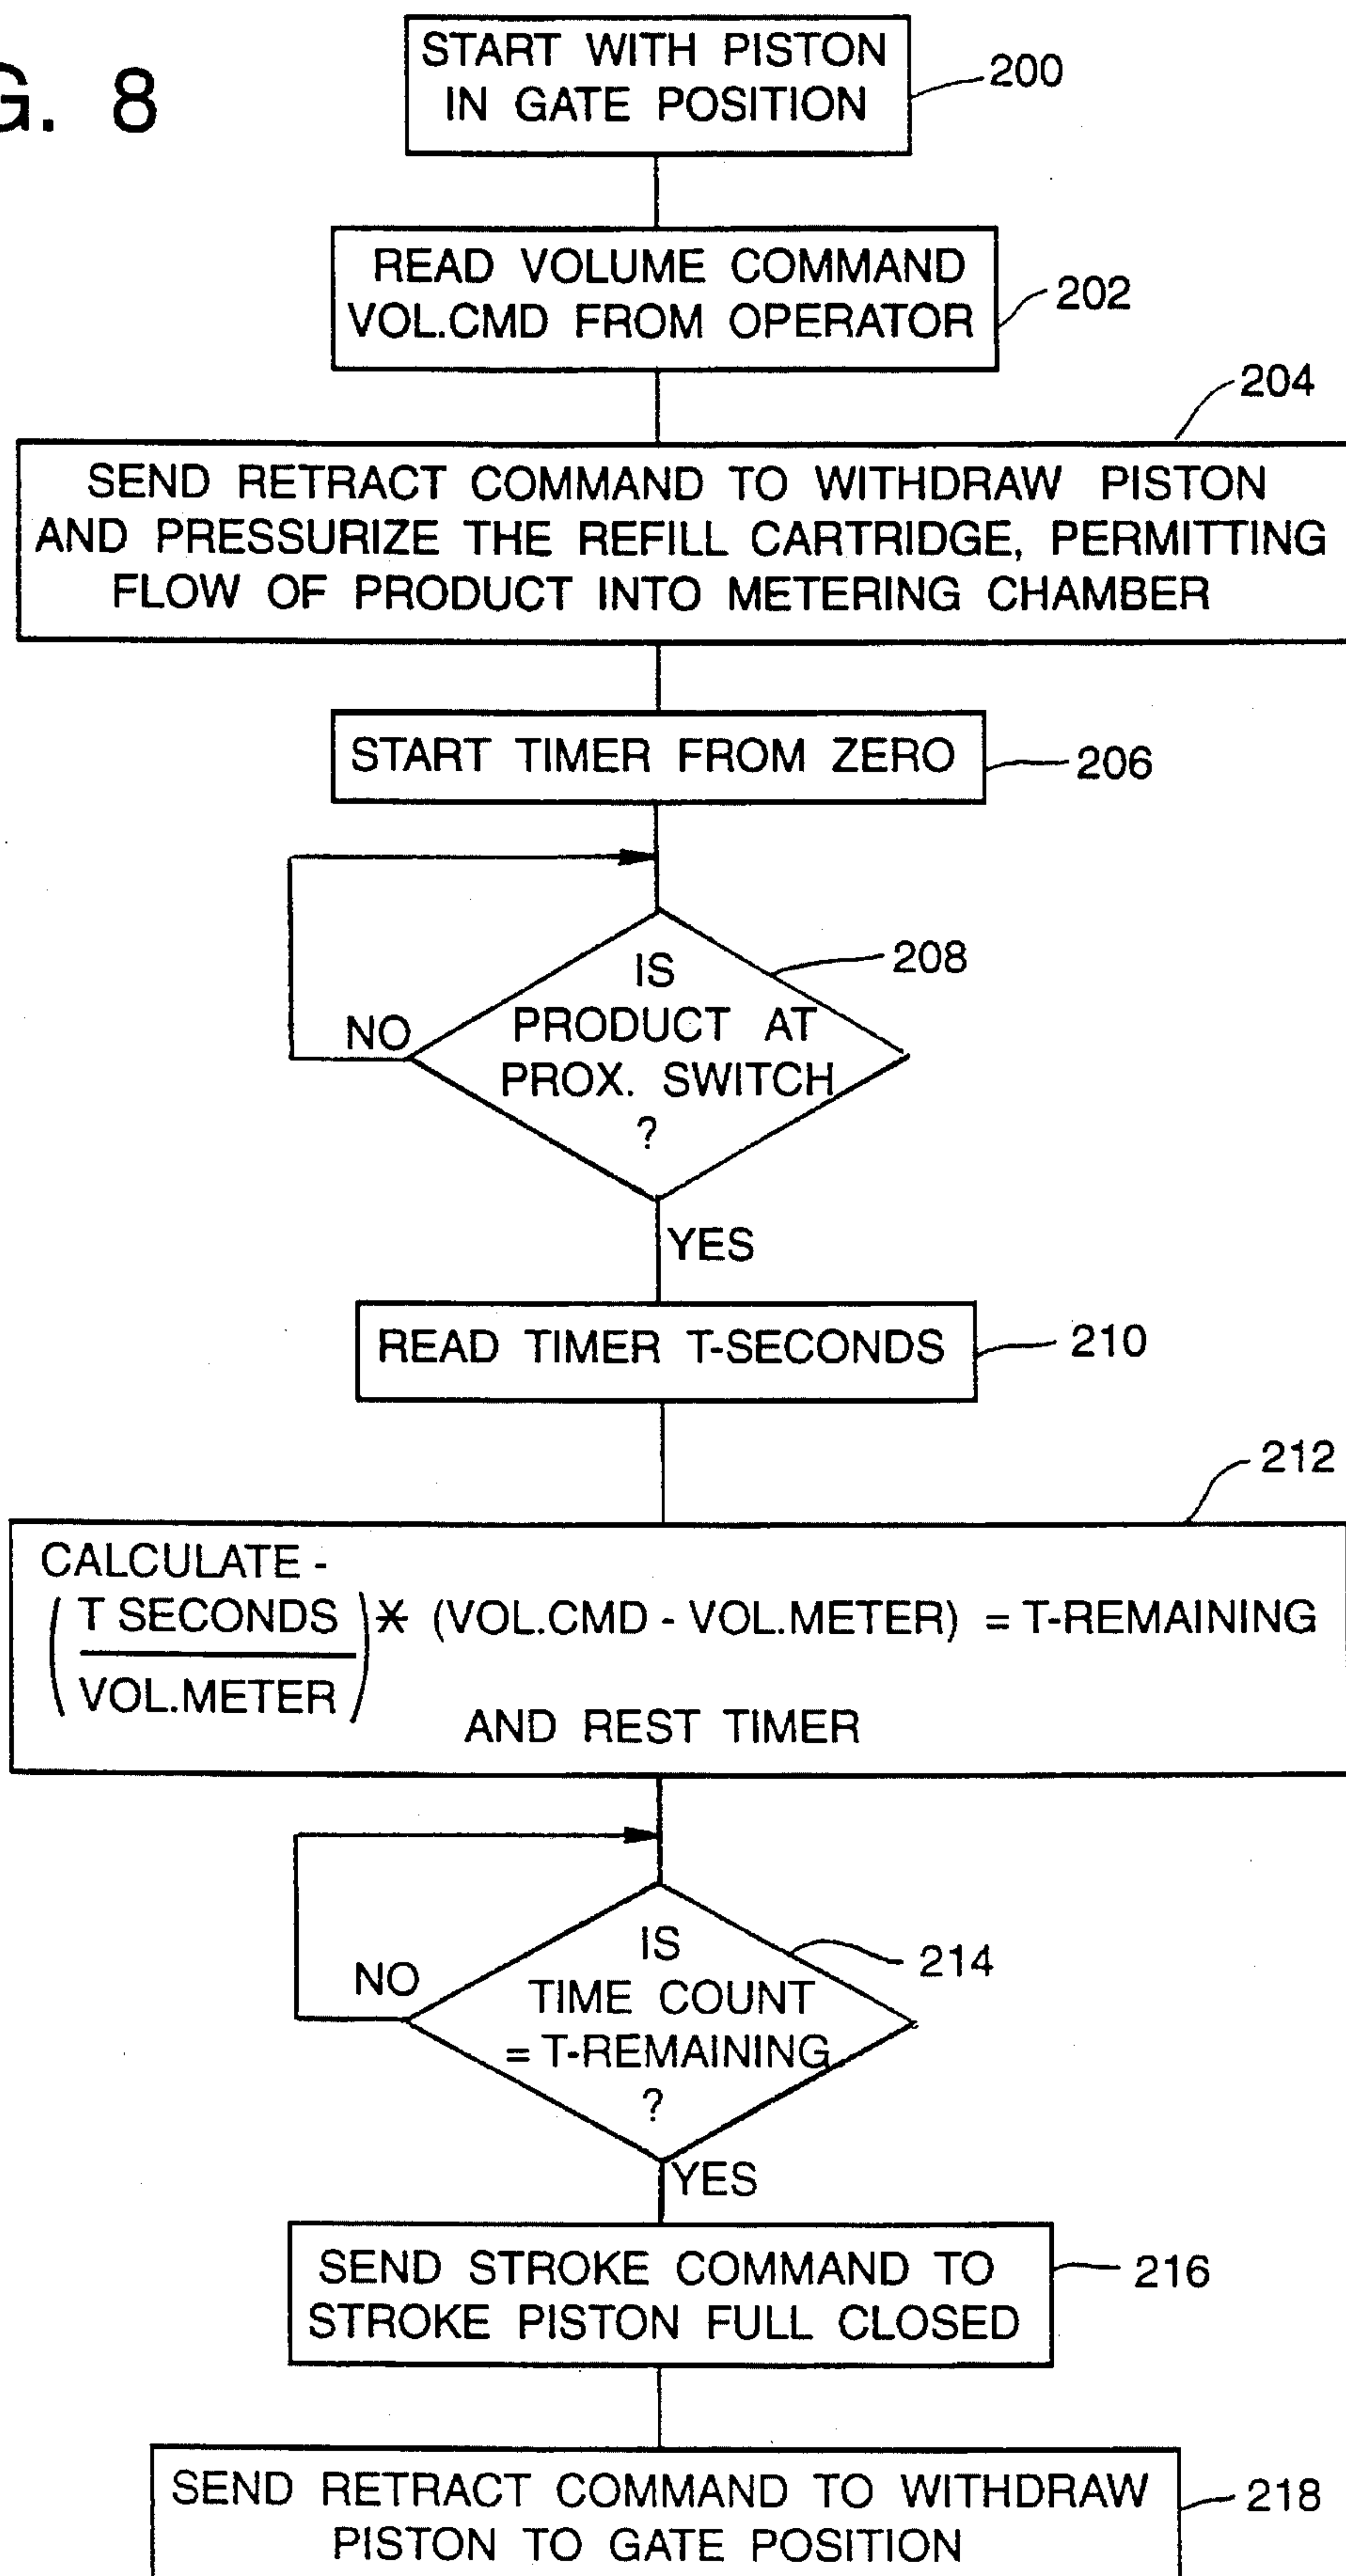 G. 8
START WITH PISTON
IN GATE POSITION
200
READ VOLUME COMMAND
VOL.CMD FROM OPERATOR
202
204
SEND RETRACT COMMAND TO WITHDRAW PISTON
AND PRESSURIZE THE REFILL CARTRIDGE, PERMITTING
FLOW OF PRODUCT INTO METERING CHAMBER
START TIMER FROM ZERO
206
IS
PRODUCT AT
PROX. SWITCH
?
208
NO
YES
READ TIMER T-SECONDS
210
212
CALCULATE -
( T SECONDS / VOL.METER ) * (VOL.CMD - VOL.METER) = T-REMAINING
AND REST TIMER
IS
TIME COUNT
= T-REMAINING
?
214
NO
YES
SEND STROKE COMMAND TO
STROKE PISTON FULL CLOSED
216
SEND RETRACT COMMAND TO WITHDRAW
PISTON TO GATE POSITION
218